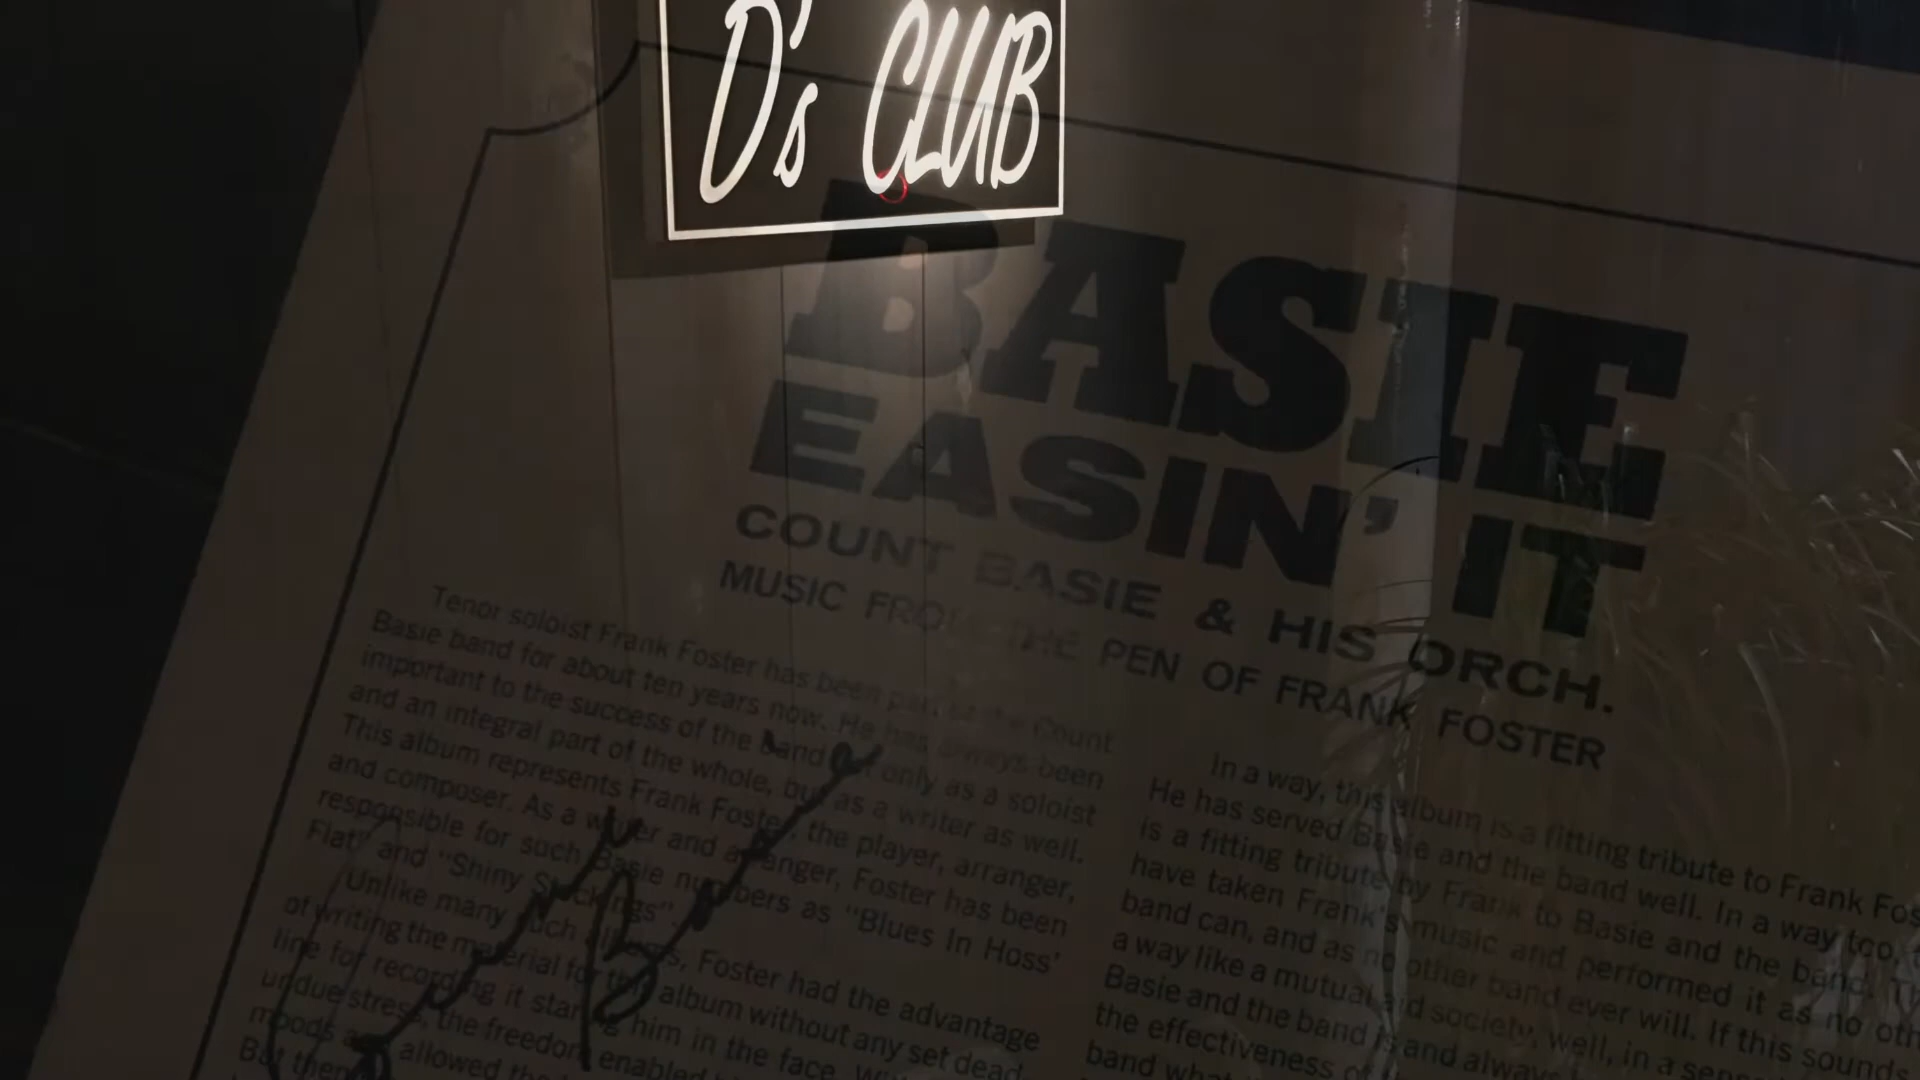 D's CLUB
BASIE
EASIN' IT
COUNT BASIE & HIS ORCH.
MUSIC FROM THE PEN OF FRANK FOSTER
Tenor soloist Frank Foster has been part of the Count
Basie band for about ten years now. He has always been
important to the success of the band not only as a soloist
and an integral part of the whole, but as a writer as well.
This album represents Frank Foster, the player, arranger,
and composer. As a writer and arranger, Foster has been
responsible for such Basie numbers as "Blues In Hoss'
Flat" and "Shiny Stockings".
Unlike many such albums, Foster had the advantage
of writing the material for this album without any set dead
line for recording it staring him in the face.
undue stress, the freedom enabled
moods allowed
But then
In a way, this album is a fitting tribute to Frank Fos
He has served Basie and the band well. In a way too,
is a fitting tribute by Frank to Basie and the band.
have taken Frank's music and performed it as no oth
band can, and as no other band ever will. If this sounds
a way like a mutual aid society, well, in a sens
Basie and the band is and always
the effectiveness
band what